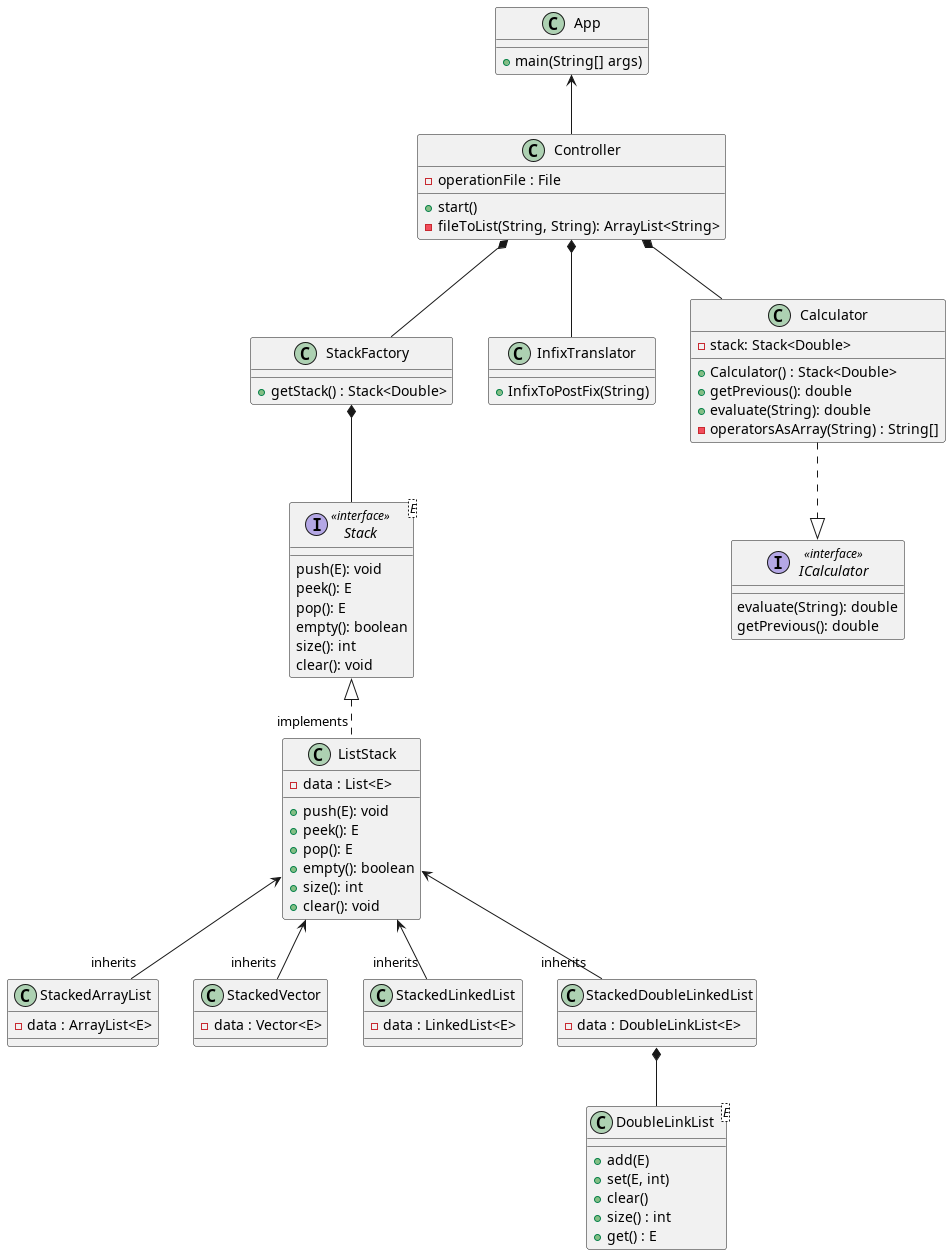 C App
main(String[] args)
C Controller
operationFile : File
start()
fileToList(String, String): ArrayList<String>
C StackFactory
getStack() : Stack<Double>
C InfixTranslator
InfixToPostFix(String)
C Calculator
stack: Stack<Double>
Calculator() : Stack<Double>
getPrevious(): double
evaluate(String): double
operatorsAsArray(String) : String[]
I «interface»
Stack
E
push(E): void
peek(): E
pop(): E
empty(): boolean
size(): int
clear(): void
I «interface»
ICalculator
evaluate(String): double
getPrevious(): double
implements
C ListStack
data : List<E>
push(E): void
peek(): E
pop(): E
empty(): boolean
size(): int
clear(): void
inherits
inherits
inherits
inherits
C StackedArrayList
data : ArrayList<E>
C StackedVector
data : Vector<E>
C StackedLinkedList
data : LinkedList<E>
C StackedDoubleLinkedList
data : DoubleLinkList<E>
C DoubleLinkList
E
add(E)
set(E, int)
clear()
size() : int
get() : E